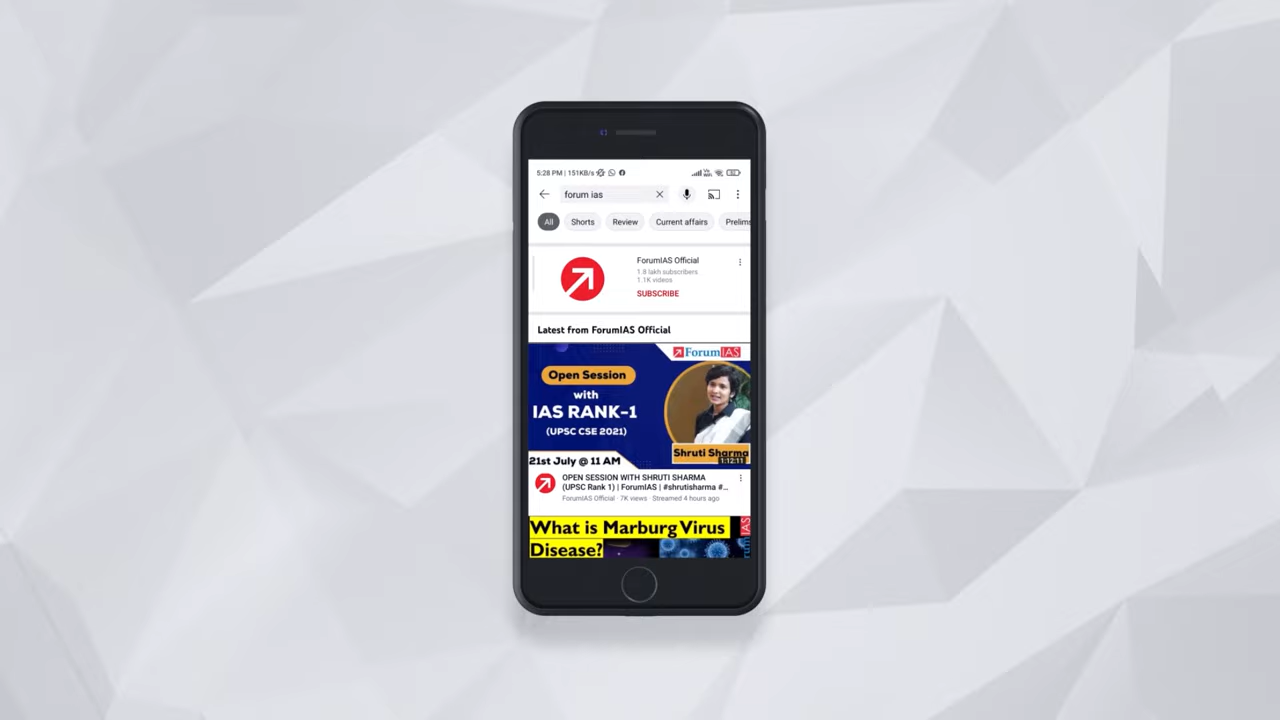 5:28 PM | 151KB/s
forum ias
All Shorts Review Current affairs Prelims
ForumIAS Official
1.8 lakh subscribers
1.1K videos
SUBSCRIBE
Latest from ForumIAS Official
ForumIAS
Open Session
with
IAS RANK-1
(UPSC CSE 2021)
Shruti Sharma
21st July @ 11 AM
OPEN SESSION WITH SHRUTI SHARMA
(UPSC Rank 1) | ForumIAS | #shrutisharma #...
ForumIAS Official · 7K views · Streamed 4 hours ago
What is Marburg Virus
Disease?